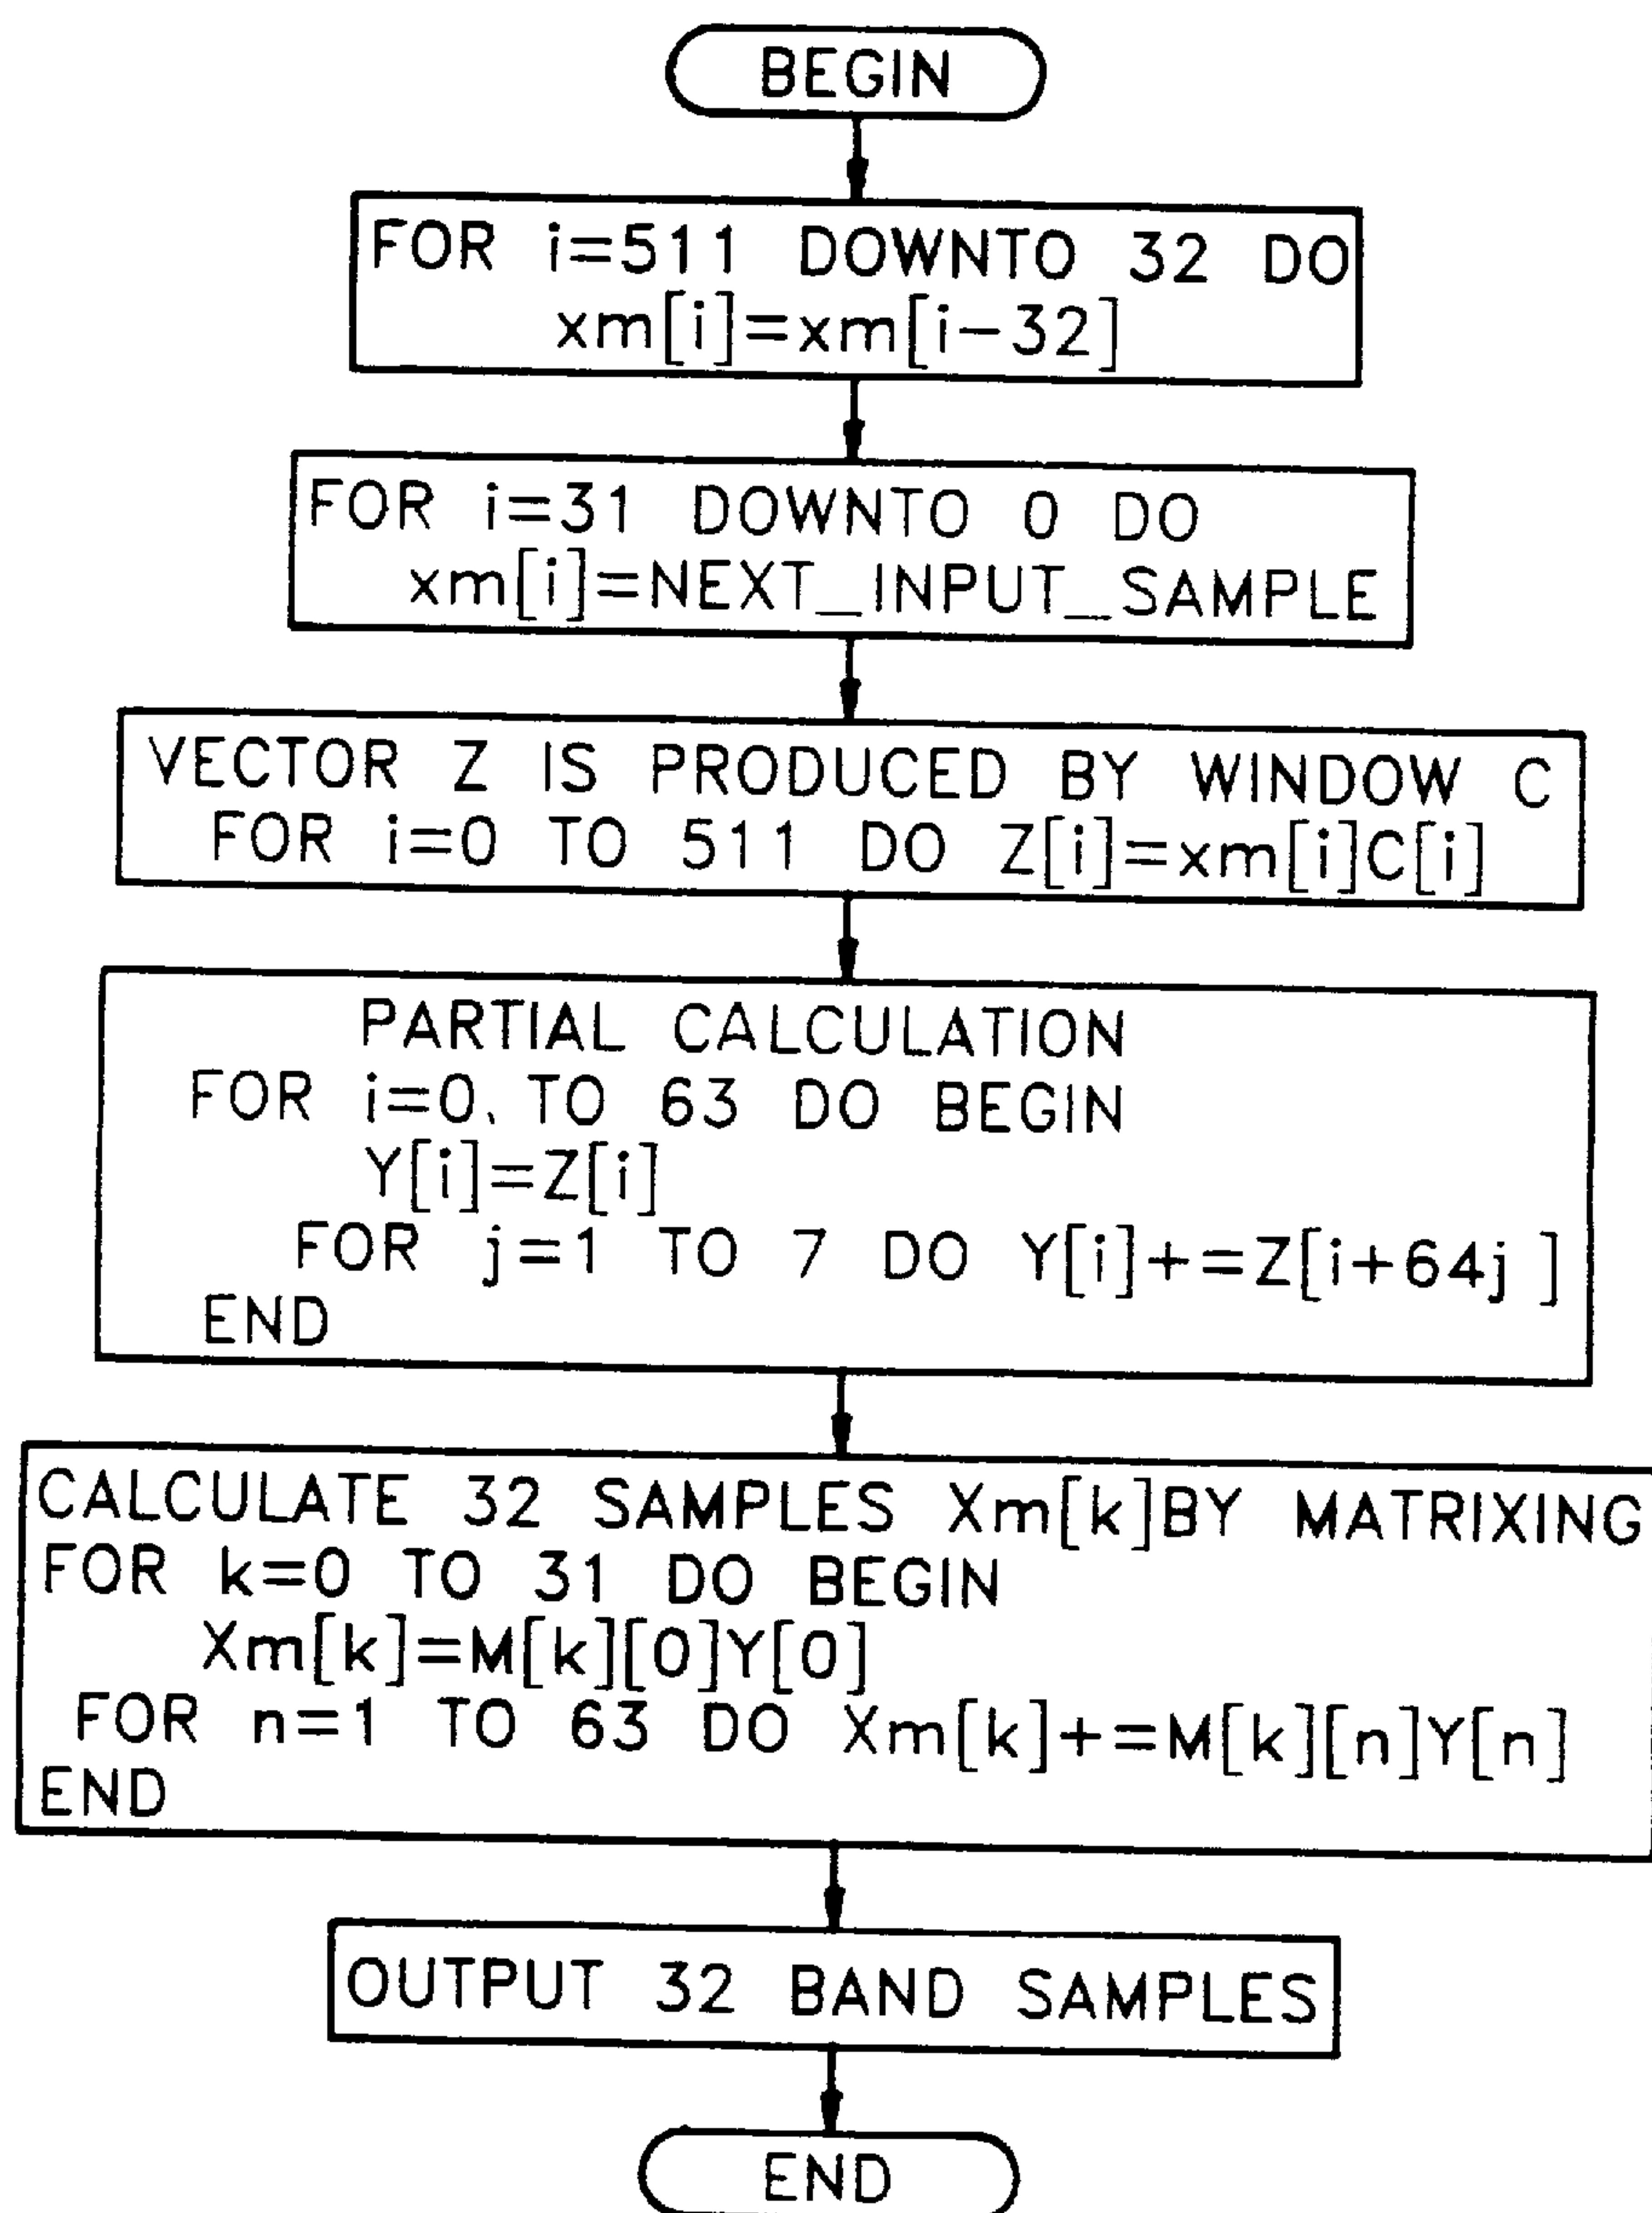 BEGIN
FOR i=511 DOWNTO 32 DO
xm[i]=xm[i-32]
FOR i=31 DOWNTO 0 DO
xm[i]=NEXT_INPUT_SAMPLE
VECTOR Z IS PRODUCED BY WINDOW C
FOR i=0 TO 511 DO Z[i]=xm[i]C[i]
PARTIAL CALCULATION
FOR i=0. TO 63 DO BEGIN
Y[i]=Z[i]
FOR j=1 TO 7 DO Y[i]+=Z[i+64j ]
END
CALCULATE 32 SAMPLES Xm[k]BY MATRIXING
FOR k=0 TO 31 DO BEGIN
Xm[k]=M[k][0]Y[0]
FOR n=1 TO 63 DO Xm[k]+=M[k][n]Y[n]
END
OUTPUT 32 BAND SAMPLES
END